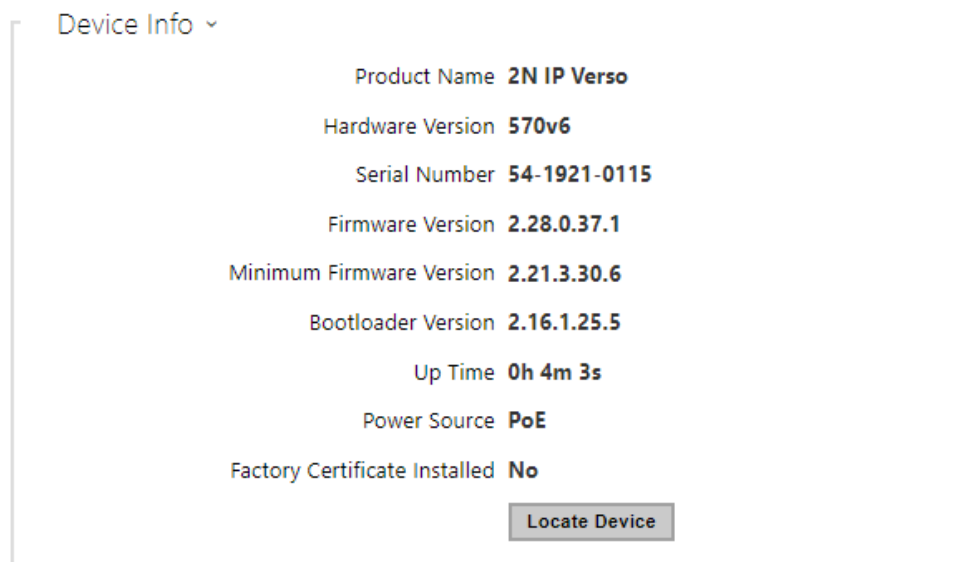 Device Info
Product Name 2N IP Verso
Hardware Version 570v6
Serial Number 54-1921-0115
Firmware Version 2.28.0.37.1
Minimum Firmware Version 2.21.3.30.6
Bootloader Version 2.16.1.25.5
Up Time 0h 4m 3s
Power Source PoE
Factory Certificate Installed No
Locate Device